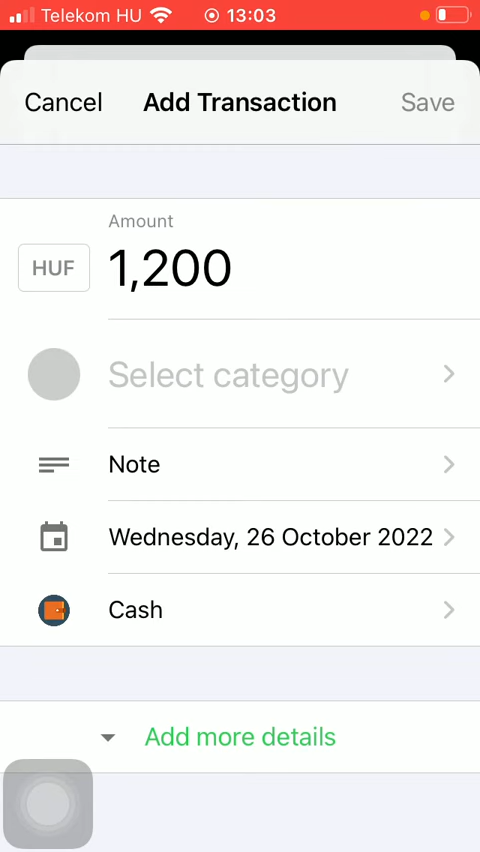 Telekom HU 13:03
Cancel Add Transaction Save
Amount
HUF 1,200
Select category
Note
Wednesday, 26 October 2022
Cash
Add more details